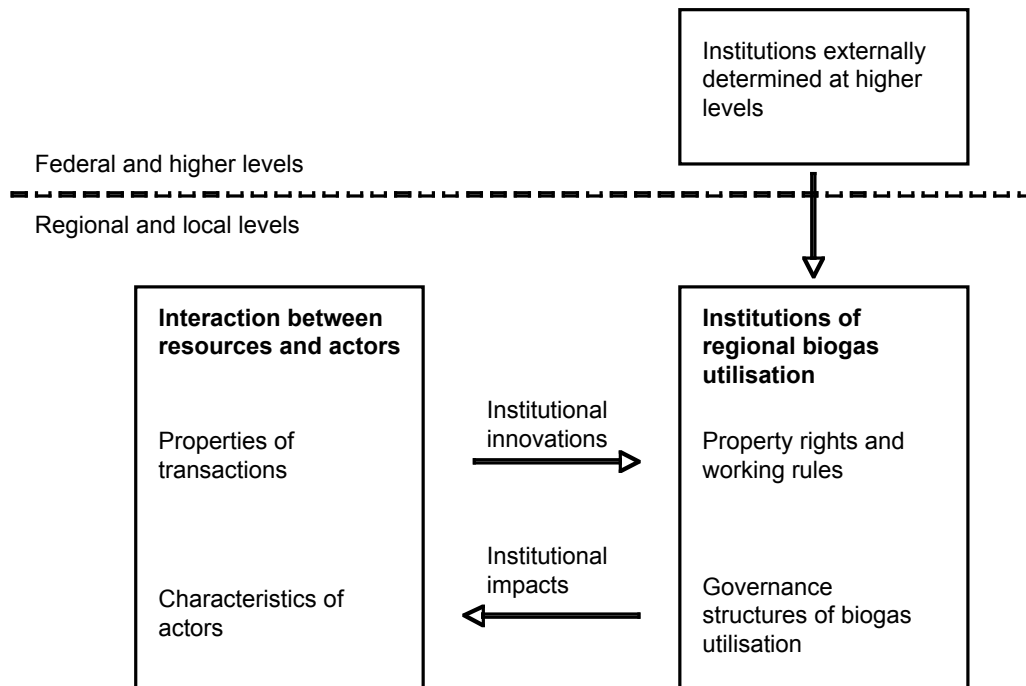 Institutions externally
determined at higher
levels
Federal and higher levels
Regional and local levels
Interaction between
resources and actors
Properties of
transactions
Characteristics of
actors
Institutional
innovations
Institutional
impacts
Institutions of
regional biogas
utilisation
Property rights and
working rules
Governance
structures of biogas
utilisation